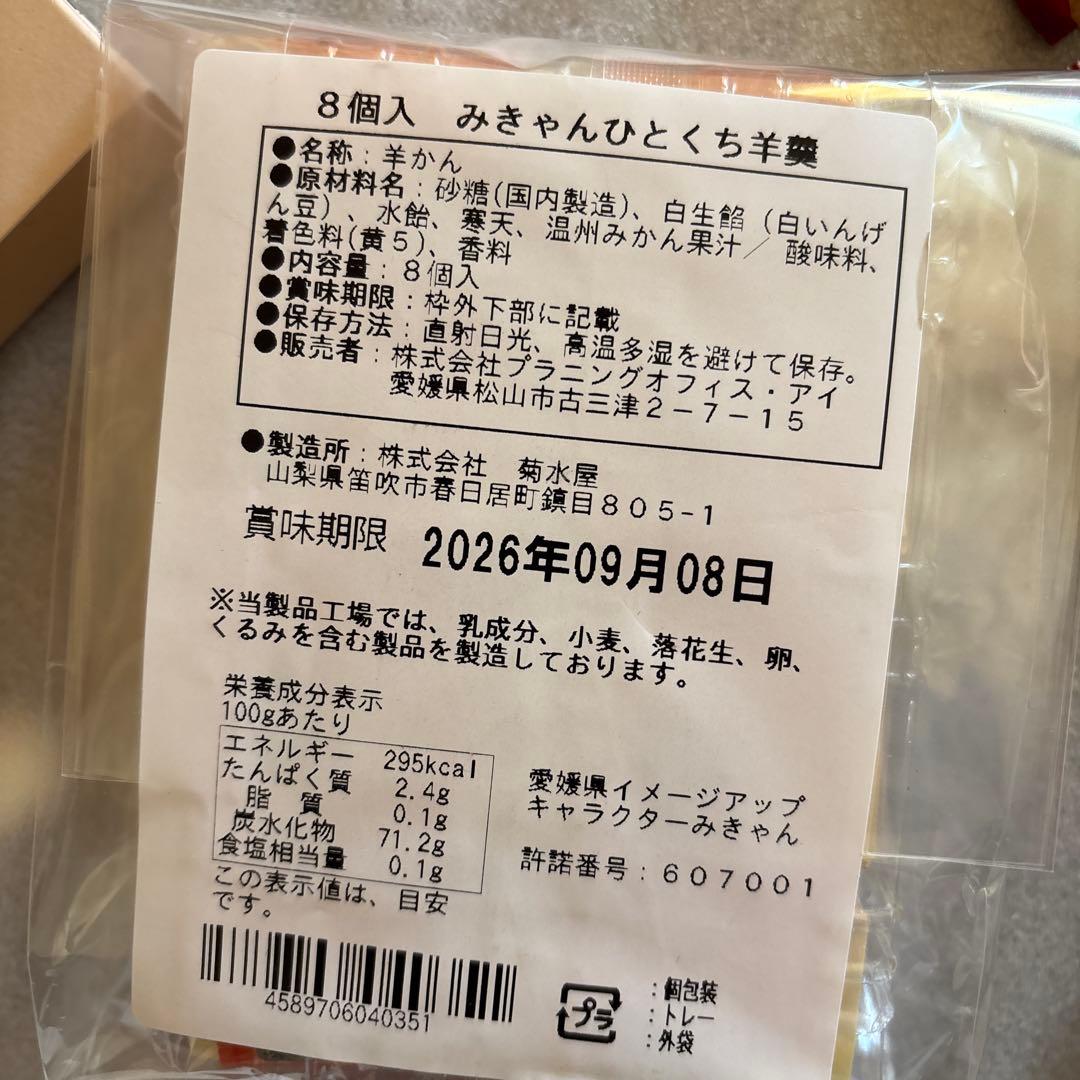 8個入 みきゃんひとくち羊羹
●名称：羊かん
●原材料名：砂糖(国内製造)、白生餡（白いんげ
ん豆）、水飴、寒天、温州みかん果汁／酸味料、
着色料(黄５)、香料
●内容量：８個入
●賞味期限：枠外下部に記載
●保存方法：直射日光、高温多湿を避けて保存。
●販売者：株式会社プラニングオフィス・アイ
愛媛県松山市古三津２－７－１５
●製造所：株式会社 菊水屋
山梨県笛吹市春日居町鎮目８０５-１
賞味期限 2026年09月08日
※当製品工場では、乳成分、小麦、落花生、卵、
くるみを含む製品を製造しております。
栄養成分表示
100gあたり
エネルギー 295kcal
たんぱく質 2.4g
脂 質 0.1g
炭水化物 71.2g
食塩相当量 0.1g
この表示値は、目安
です。
愛媛県イメージアップ
キャラクターみきゃん
許諾番号：６０７００１
4589706040351
プラ
：個包装
：トレー
：外袋